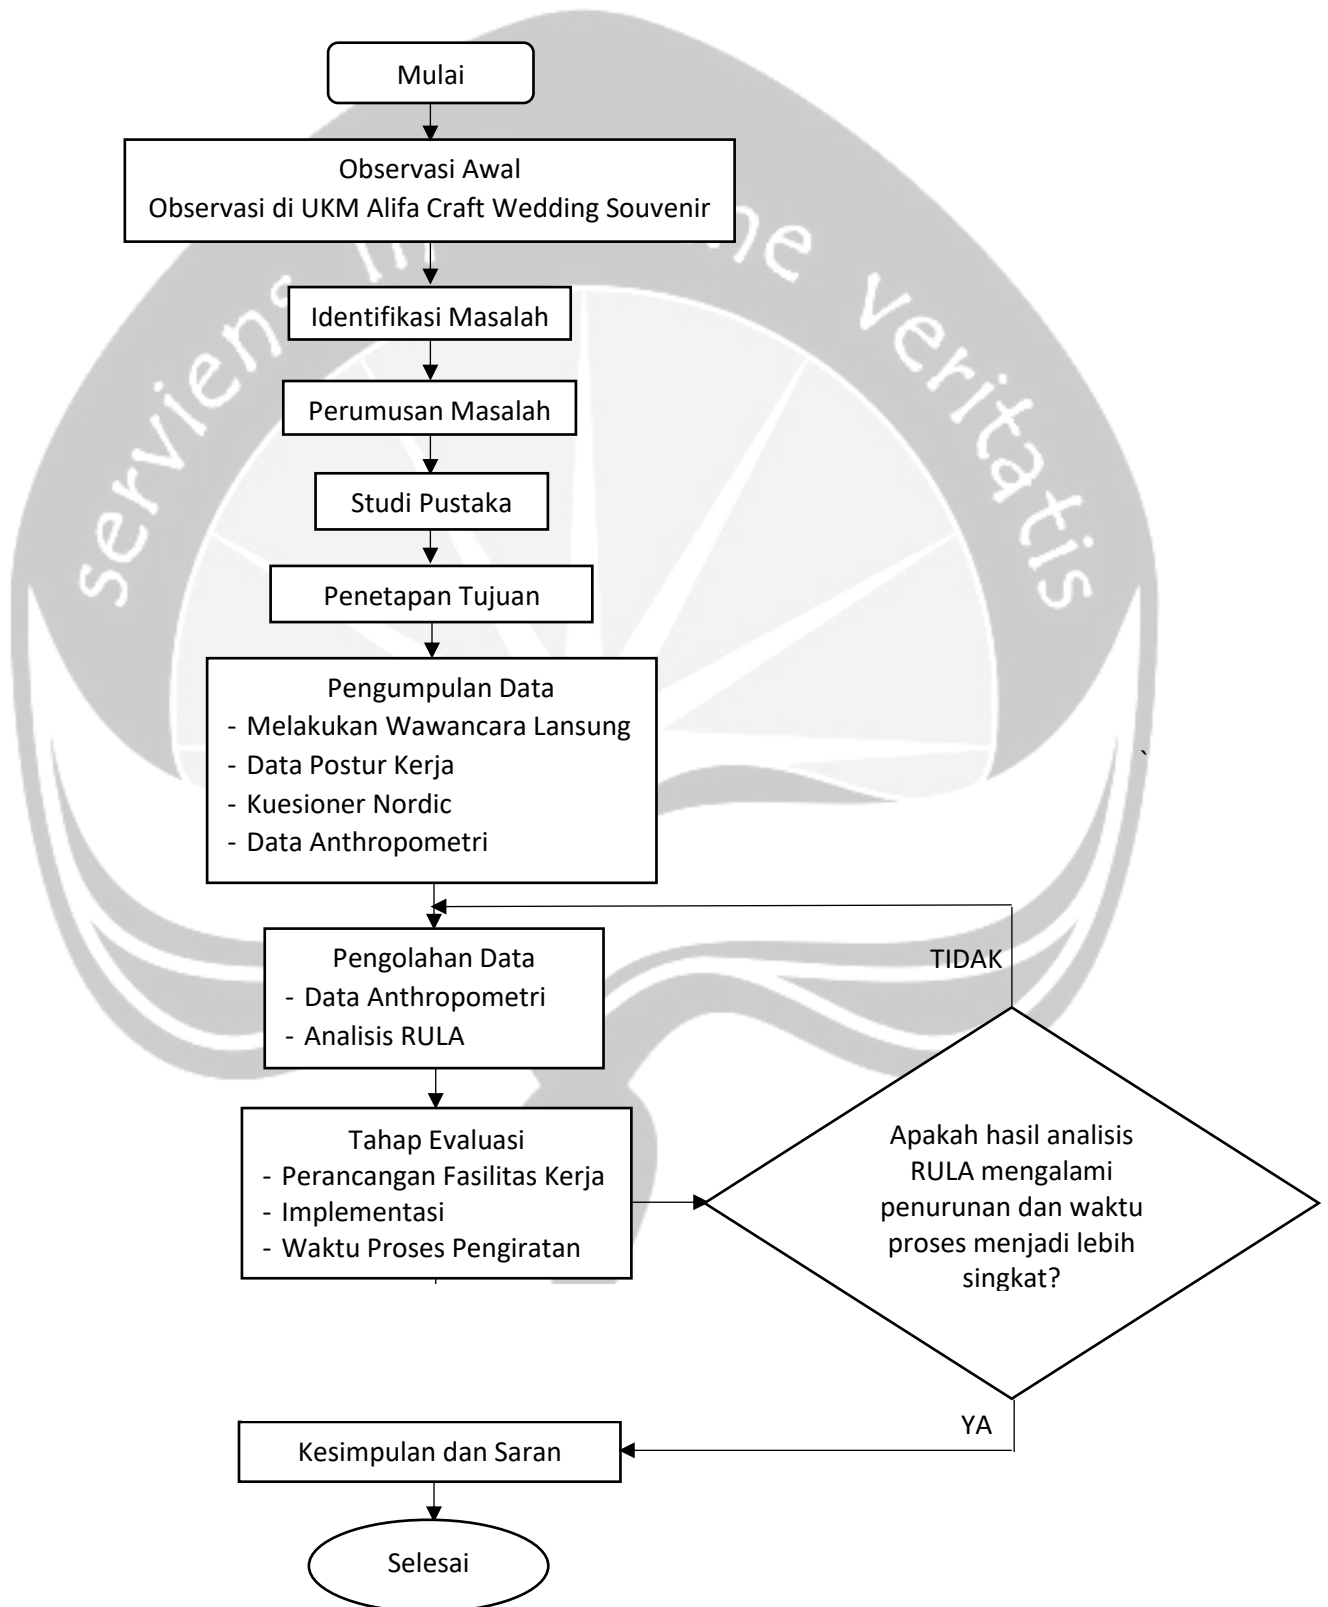 Mulai
Observasi Awal
Observasi di UKM Alifa Craft Wedding Souvenir
Identifikasi Masalah
Perumusan Masalah
Studi Pustaka
Penetapan Tujuan
Pengumpulan Data
- Melakukan Wawancara Lansung
- Data Postur Kerja
- Kuesioner Nordic
- Data Anthropometri
Pengolahan Data
- Data Anthropometri
- Analisis RULA
TIDAK
Tahap Evaluasi
- Perancangan Fasilitas Kerja
- Implementasi
- Waktu Proses Pengiratan
Apakah hasil analisis
RULA mengalami
penurunan dan waktu
proses menjadi lebih
singkat?
YA
Kesimpulan dan Saran
Selesai
serviens in ne veritatis
`